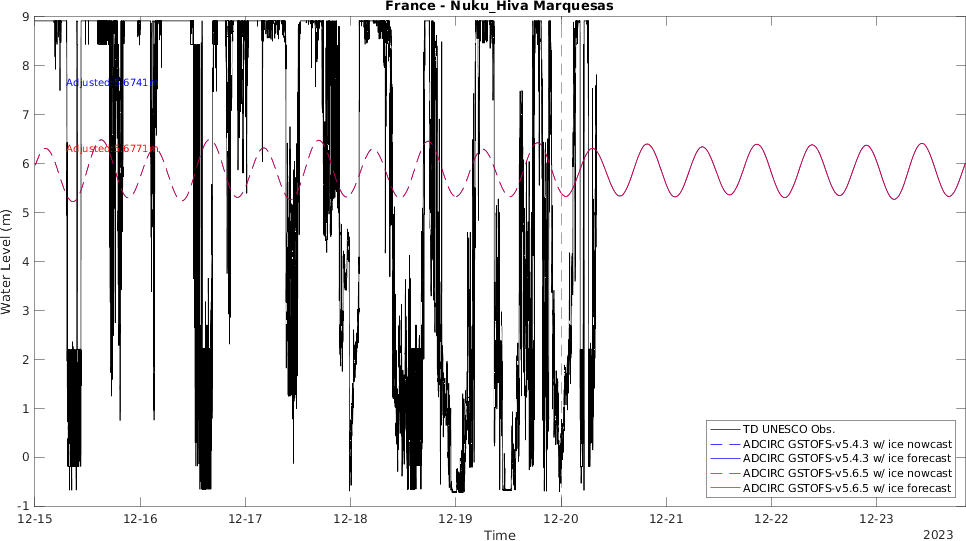 France - Nuku_Hiva Marquesas
9
8
7
6
5
4
3
2
1
0
-1
Water Level (m)
Adjusted
Adjusted
TD UNESCO Obs.
ADCIRC GSTOFS-v5.4.3 w/ ice nowcast
ADCIRC GSTOFS-v5.4.3 w/ ice forecast
ADCIRC GSTOFS-v5.6.5 w/ ice nowcast
ADCIRC GSTOFS-v5.6.5 w/ ice forecast
12-15 12-16 12-17 12-18 12-19 12-20 12-21 12-22 12-23
Time
2023